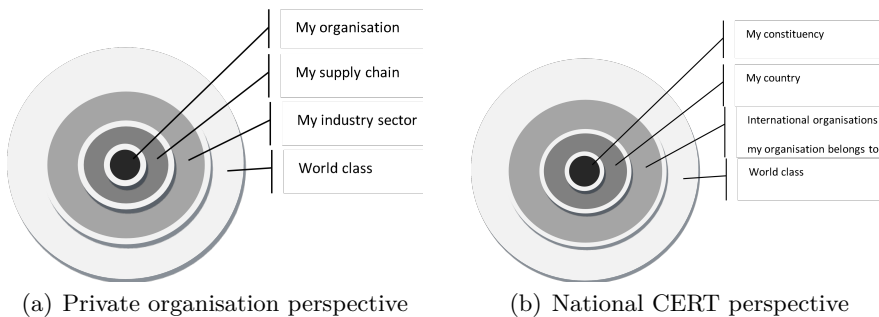 My organisation
My supply chain
My industry sector
World class
(a) Private organisation perspective
My constituency
My country
International organisations
my organisation belongs to
World class
(b) National CERT perspective